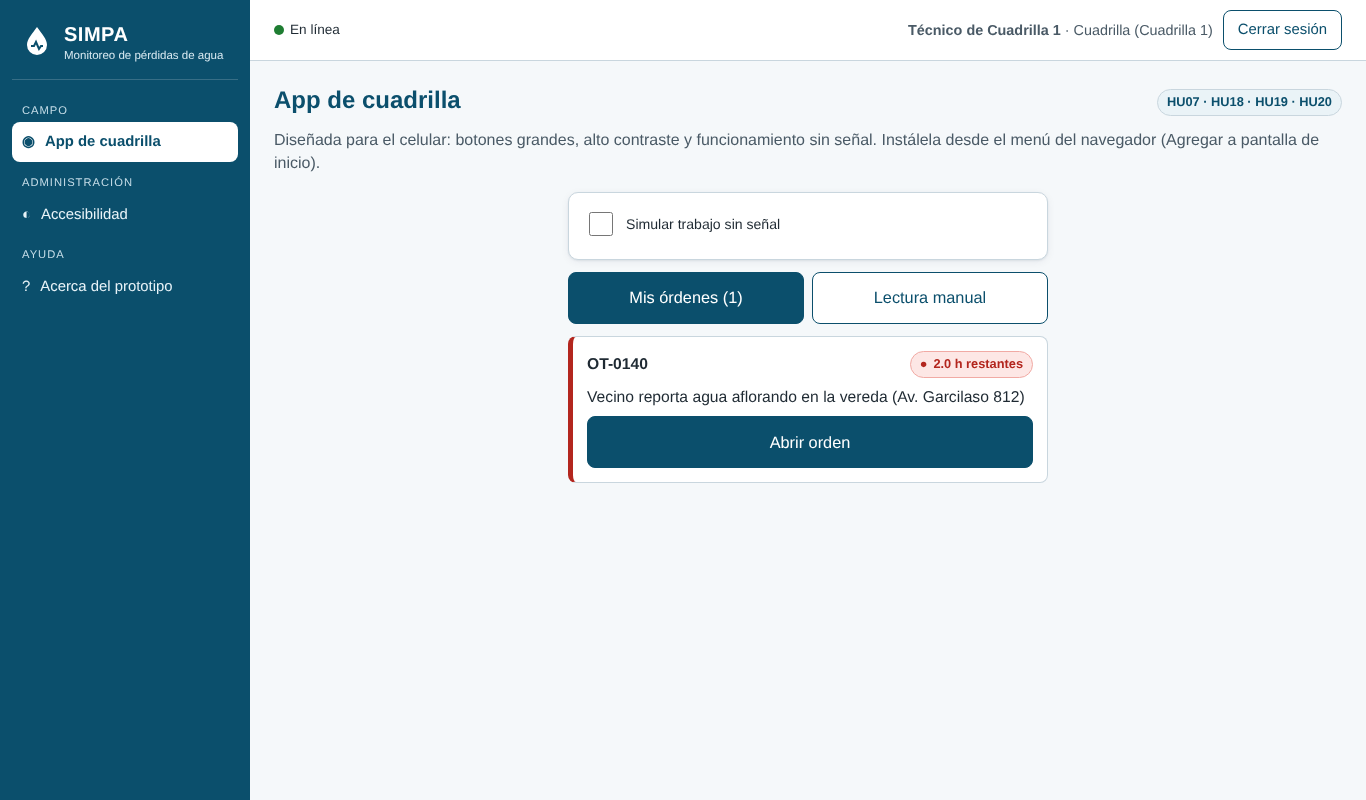 SIMPA
Monitoreo de pérdidas de agua
CAMPO
App de cuadrilla
ADMINISTRACIÓN
Accesibilidad
AYUDA
? Acerca del prototipo
En línea
Técnico de Cuadrilla 1 · Cuadrilla (Cuadrilla 1)
Cerrar sesión
App de cuadrilla
HU07 · HU18 · HU19 · HU20
Diseñada para el celular: botones grandes, alto contraste y funcionamiento sin señal. Instálela desde el menú del navegador (Agregar a pantalla de
inicio).
Simular trabajo sin señal
Mis órdenes (1)
Lectura manual
OT-0140
2.0 h restantes
Vecino reporta agua aflorando en la vereda (Av. Garcilaso 812)
Abrir orden